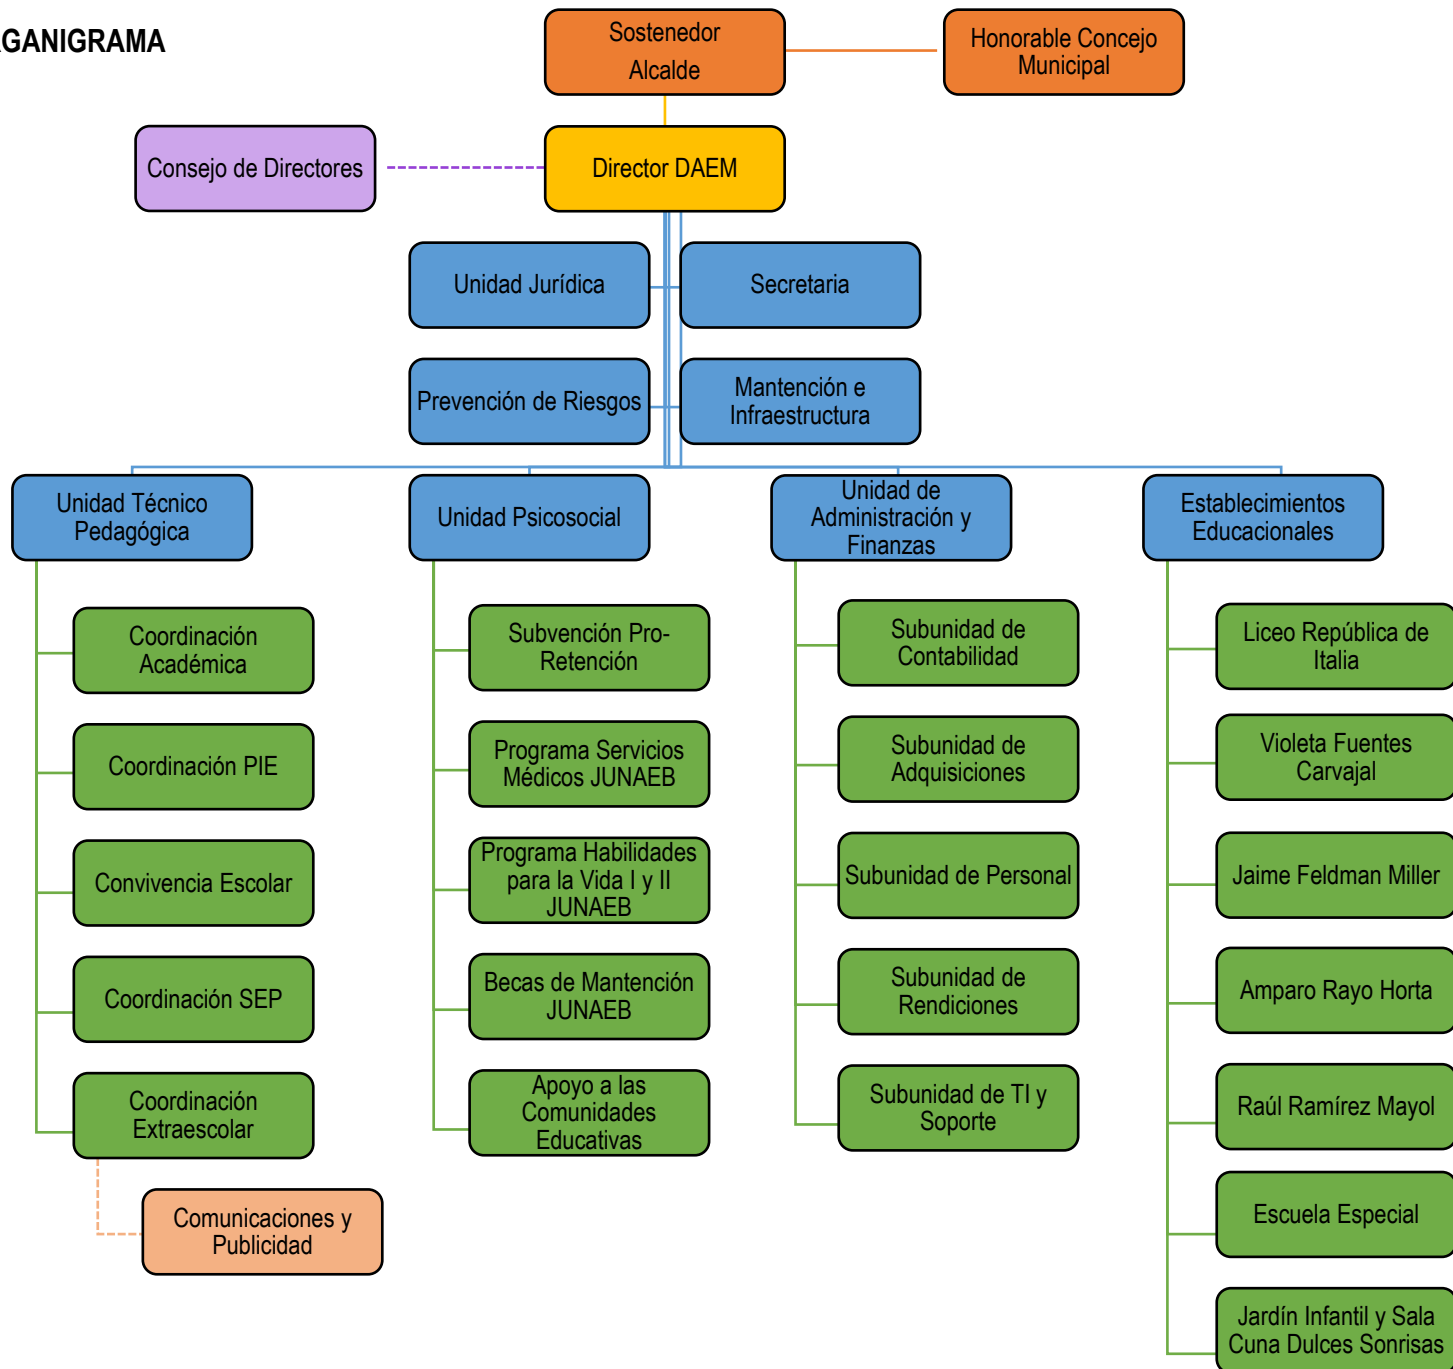 RGANIGRAMA
Sostenedor
Alcalde
Honorable Concejo
Municipal
Consejo de Directores
Director DAEM
Unidad Jurídica
Secretaria
Prevención de Riesgos
Mantención e
Infraestructura
Unidad Técnico
Pedagógica
Unidad Psicosocial
Unidad de
Administración y
Finanzas
Establecimientos
Educacionales
Coordinación
Académica
Coordinación PIE
Convivencia Escolar
Coordinación SEP
Coordinación
Extraescolar
Comunicaciones y
Publicidad
Subvención Pro-
Retención
Programa Servicios
Médicos JUNAEB
Programa Habilidades
para la Vida I y II
JUNAEB
Becas de Mantención
JUNAEB
Apoyo a las
Comunidades
Educativas
Subunidad de
Contabilidad
Subunidad de
Adquisiciones
Subunidad de Personal
Subunidad de
Rendiciones
Subunidad de TI y
Soporte
Liceo República de
Italia
Violeta Fuentes
Carvajal
Jaime Feldman Miller
Amparo Rayo Horta
Raúl Ramírez Mayol
Escuela Especial
Jardín Infantil y Sala
Cuna Dulces Sonrisas